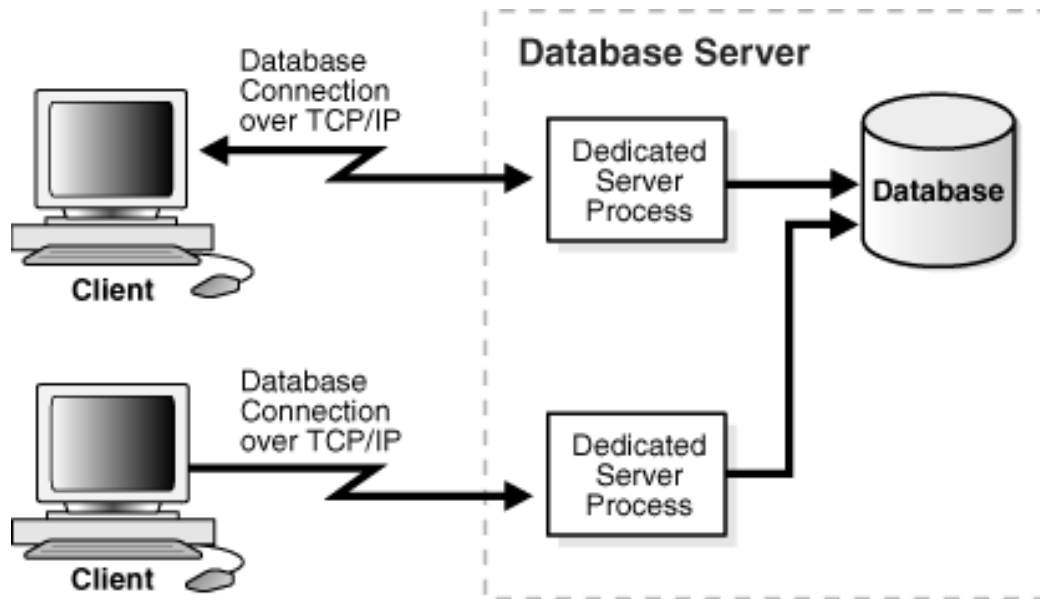 Database Server
Database
Connection
over TCP/IP
Dedicated
Server
Process
Database
Client
Database
Connection
over TCP/IP
Dedicated
Server
Process
Client